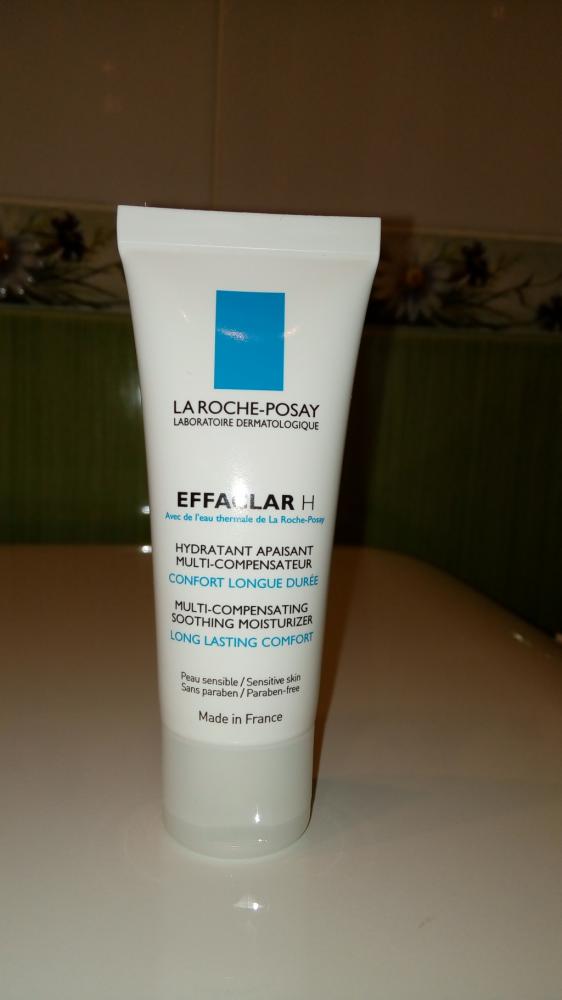 LA ROCHE-POSAY
LABORATOIRE DERMATOLOGIQUE
EFFACLAR H
Avec de l'eau thermale de La Roche-Posay
HYDRATANT APAISANT
MULTI-COMPENSATEUR
CONFORT LONGUE DURÉE
MULTI-COMPENSATING
SOOTHING MOISTURIZER
LONG LASTING COMFORT
Peau sensible / Sensitive skin
Sans paraben / Paraben-free
Made in France